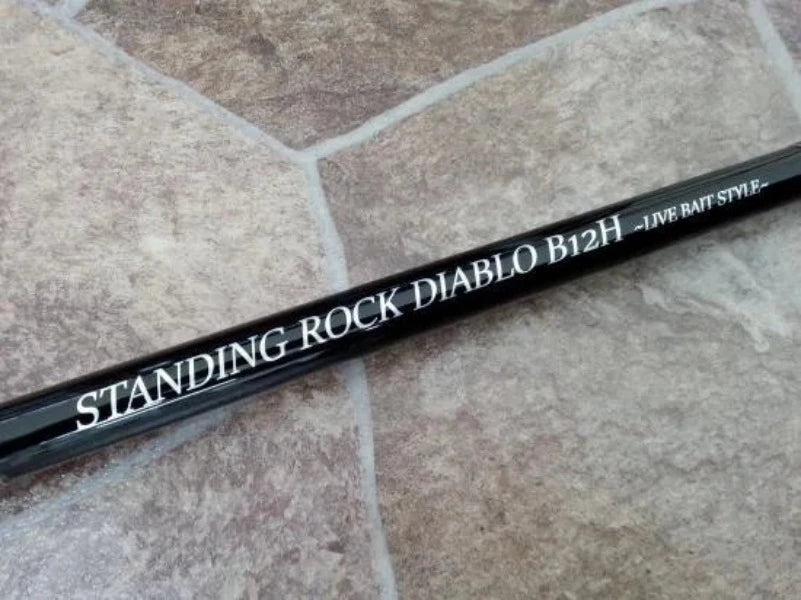 STANDING ROCK DIABLO B12H ~LIVE BAIT STYLE~